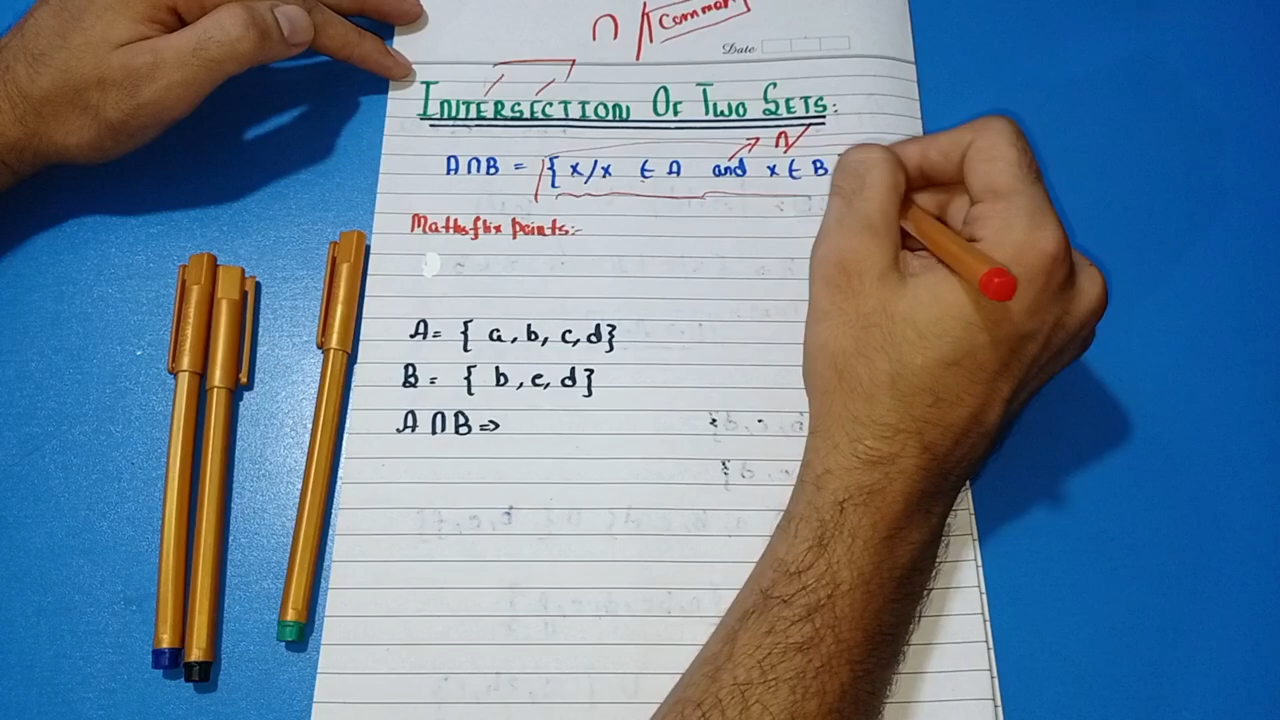 ∩ / Common
Date
INTERSECTION OF TWO SETS:
∩
A∩B = { x/x ∈ A and x ∈ B
Mathsflix points:-
A= { a, b, c, d}
B= { b, c, d}
A∩B ⇒